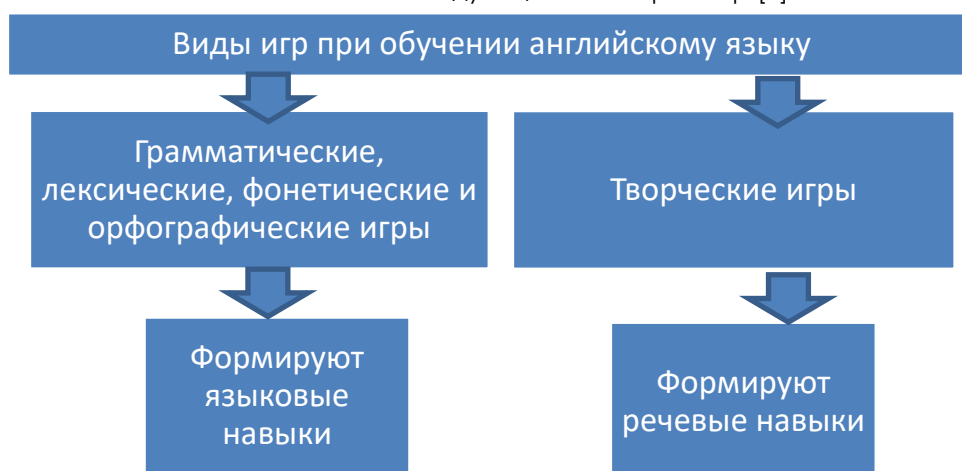 Виды игр при обучении английскому языку
Грамматические,
лексические, фонетические и
орфографические игры
Творческие игры
Формируют
языковые
навыки
Формируют
речевые навыки